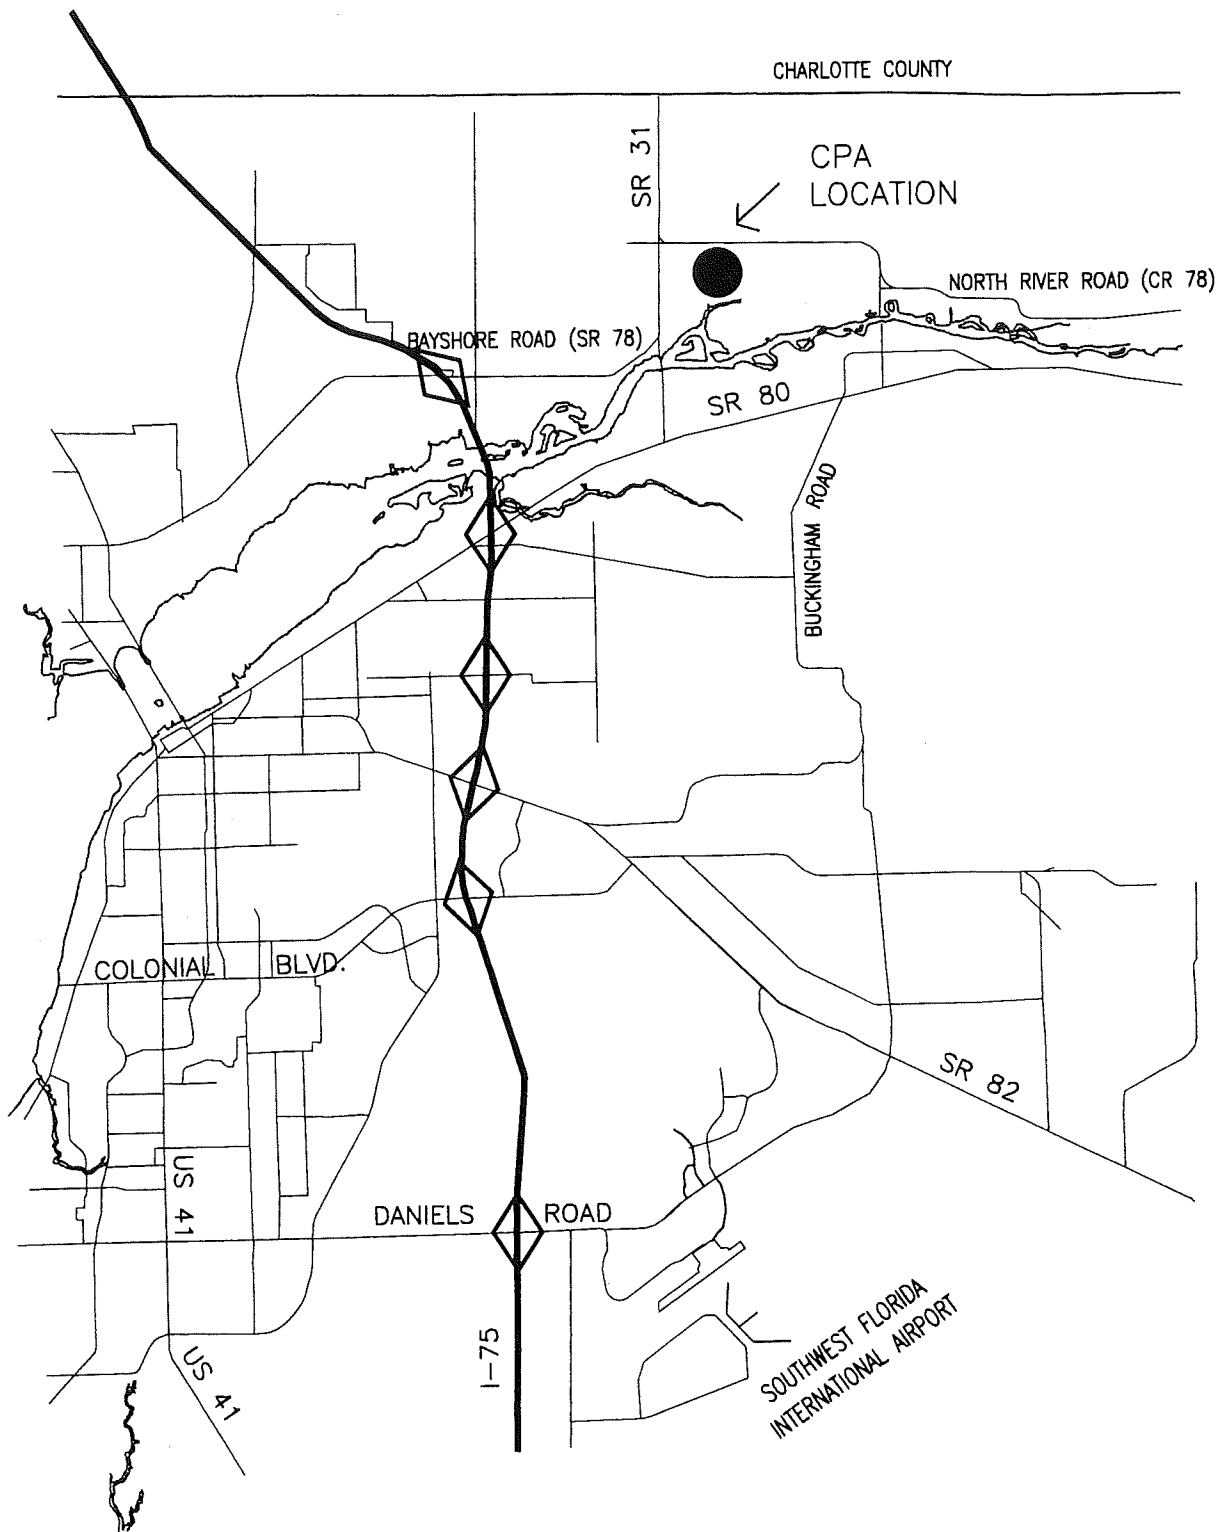 CHARLOTTE COUNTY
SR 31
CPA
LOCATION
NORTH RIVER ROAD (CR 78)
BAYSHORE ROAD (SR 78)
SR 80
BUCKINGHAM ROAD
COLONIAL BLVD.
SR 82
US 41
DANIELS ROAD
I-75
US 41
SOUTHWEST FLORIDA
INTERNATIONAL AIRPORT